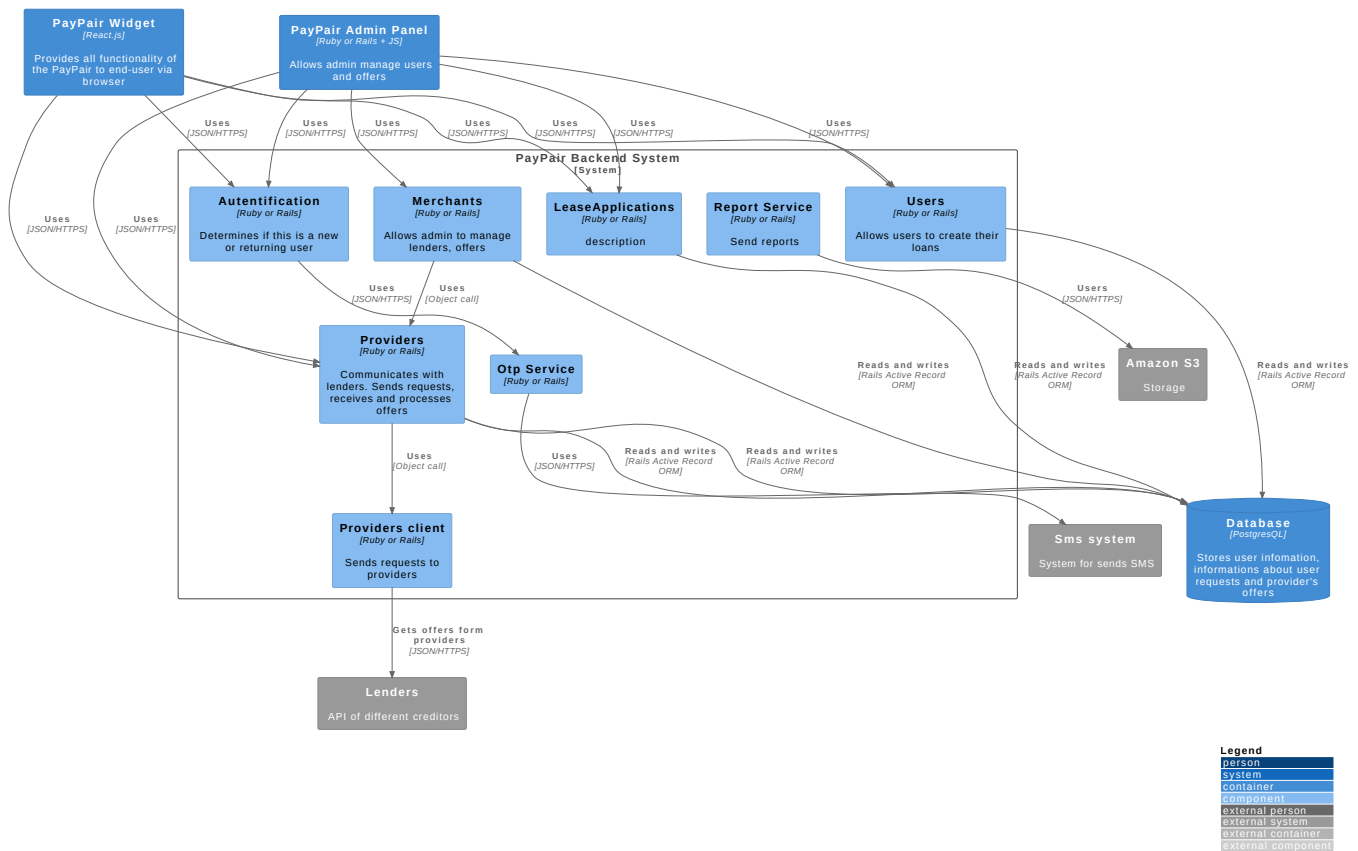 PayPair Widget
[React.js]
Provides all functionality of
the PayPair to end-user via
browser
PayPair Admin Panel
[Ruby or Rails + JS]
Allows admin manage users
and offers
Uses
[JSON/HTTPS]
Uses
[JSON/HTTPS]
Uses
[JSON/HTTPS]
Uses
[JSON/HTTPS]
Uses
[JSON/HTTPS]
Uses
[JSON/HTTPS]
Uses
[JSON/HTTPS]
PayPair Backend System
[System]
Uses
[JSON/HTTPS]
Uses
[JSON/HTTPS]
Autentification
[Ruby or Rails]
Determines if this is a new
or returning user
Merchants
[Ruby or Rails]
Allows admin to manage
lenders, offers
LeaseApplications
[Ruby or Rails]
description
Report Service
[Ruby or Rails]
Send reports
Users
[Ruby or Rails]
Allows users to create their
loans
Uses
[JSON/HTTPS]
Uses
[Object call]
Users
[JSON/HTTPS]
Providers
[Ruby or Rails]
Communicates with
lenders. Sends requests,
receives and processes
offers
Otp Service
[Ruby or Rails]
Reads and writes
[Rails Active Record
ORM]
Reads and writes
[Rails Active Record
ORM]
Amazon S3
Storage
Reads and writes
[Rails Active Record
ORM]
Uses
[Object call]
Uses
[JSON/HTTPS]
Reads and writes
[Rails Active Record
ORM]
Reads and writes
[Rails Active Record
ORM]
Providers client
[Ruby or Rails]
Sends requests to
providers
Sms system
System for sends SMS
Database
[PostgresQL]
Stores user infomation,
informations about user
requests and provider's
offers
Gets offers form
providers
[JSON/HTTPS]
Lenders
API of different creditors
Legend
person
system
container
component
external person
external system
external container
external component